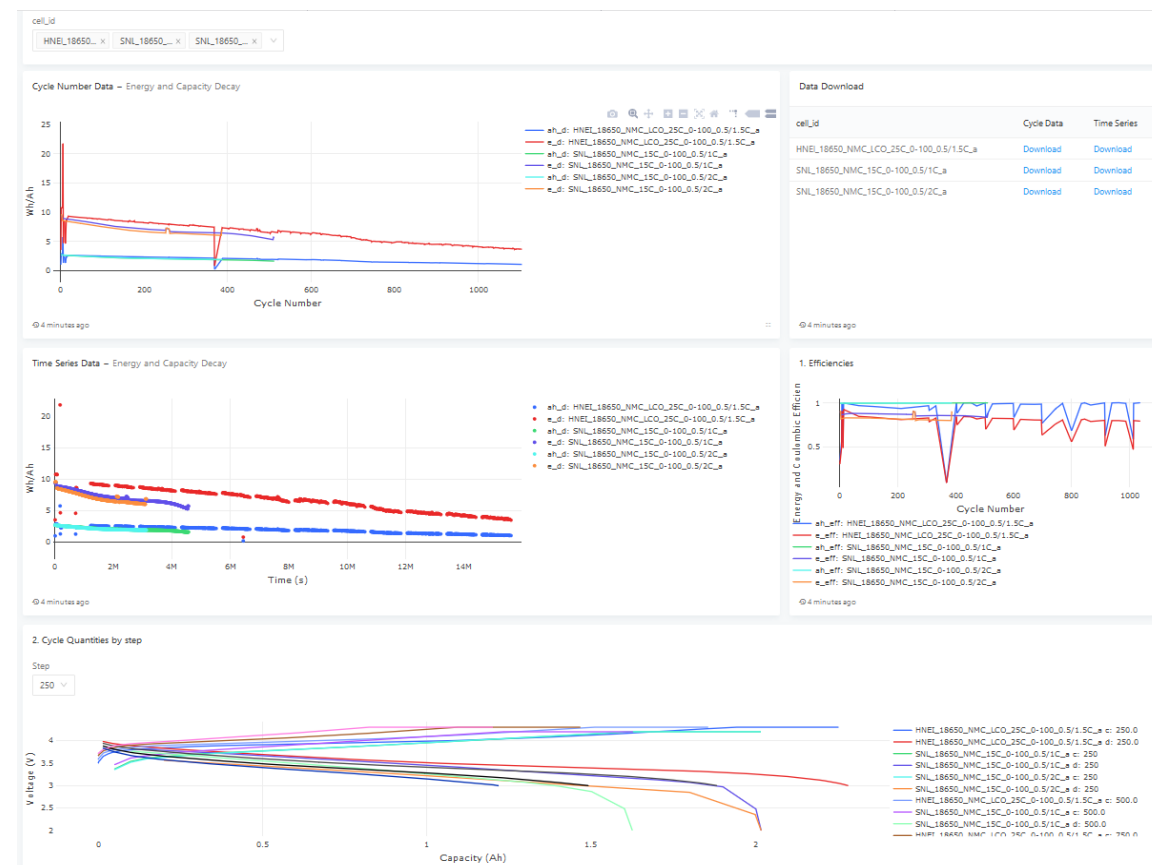 cell_id
HNEI_18650... × SNL_18650_... × SNL_18650_... ×
Cycle Number Data – Energy and Capacity Decay
25
20
15
10
5
0
Wh/Ah
0 200 400 600 800 1000
Cycle Number
ah_d: HNEI_18650_NMC_LCO_25C_0-100_0.5/1.5C_a
e_d: HNEI_18650_NMC_LCO_25C_0-100_0.5/1.5C_a
ah_d: SNL_18650_NMC_15C_0-100_0.5/1C_a
e_d: SNL_18650_NMC_15C_0-100_0.5/1C_a
ah_d: SNL_18650_NMC_15C_0-100_0.5/2C_a
e_d: SNL_18650_NMC_15C_0-100_0.5/2C_a
4 minutes ago
Data Download
cell_id Cycle Data Time Series
HNEI_18650_NMC_LCO_25C_0-100_0.5/1.5C_a Download Download
SNL_18650_NMC_15C_0-100_0.5/1C_a Download Download
SNL_18650_NMC_15C_0-100_0.5/2C_a Download Download
4 minutes ago
Time Series Data – Energy and Capacity Decay
20
15
10
5
0
Wh/Ah
0 2M 4M 6M 8M 10M 12M 14M
Time (s)
ah_d: HNEI_18650_NMC_LCO_25C_0-100_0.5/1.5C_a
e_d: HNEI_18650_NMC_LCO_25C_0-100_0.5/1.5C_a
ah_d: SNL_18650_NMC_15C_0-100_0.5/1C_a
e_d: SNL_18650_NMC_15C_0-100_0.5/1C_a
ah_d: SNL_18650_NMC_15C_0-100_0.5/2C_a
e_d: SNL_18650_NMC_15C_0-100_0.5/2C_a
4 minutes ago
1. Efficiencies
Energy and Coulombic Efficien
1
0.5
0 200 400 600 800 1000
Cycle Number
ah_eff: HNEI_18650_NMC_LCO_25C_0-100_0.5/1.5C_a
e_eff: HNEI_18650_NMC_LCO_25C_0-100_0.5/1.5C_a
ah_eff: SNL_18650_NMC_15C_0-100_0.5/1C_a
e_eff: SNL_18650_NMC_15C_0-100_0.5/1C_a
ah_eff: SNL_18650_NMC_15C_0-100_0.5/2C_a
e_eff: SNL_18650_NMC_15C_0-100_0.5/2C_a
4 minutes ago
2. Cycle Quantities by step
Step
250
4
3.5
3
2.5
2
Voltage (V)
0 0.5 1 1.5 2
Capacity (Ah)
HNEI_18650_NMC_LCO_25C_0-100_0.5/1.5C_a c: 250.0
HNEI_18650_NMC_LCO_25C_0-100_0.5/1.5C_a d: 250.0
SNL_18650_NMC_15C_0-100_0.5/1C_a c: 250
SNL_18650_NMC_15C_0-100_0.5/1C_a d: 250
SNL_18650_NMC_15C_0-100_0.5/2C_a c: 250
SNL_18650_NMC_15C_0-100_0.5/2C_a d: 250
HNEI_18650_NMC_LCO_25C_0-100_0.5/1.5C_a c: 500.0
SNL_18650_NMC_15C_0-100_0.5/1C_a c: 500.0
SNL_18650_NMC_15C_0-100_0.5/1C_a d: 500.0
HNEI_18650_NMC_LCO_25C_0-100_0.5/1.5C_a c: 750.0